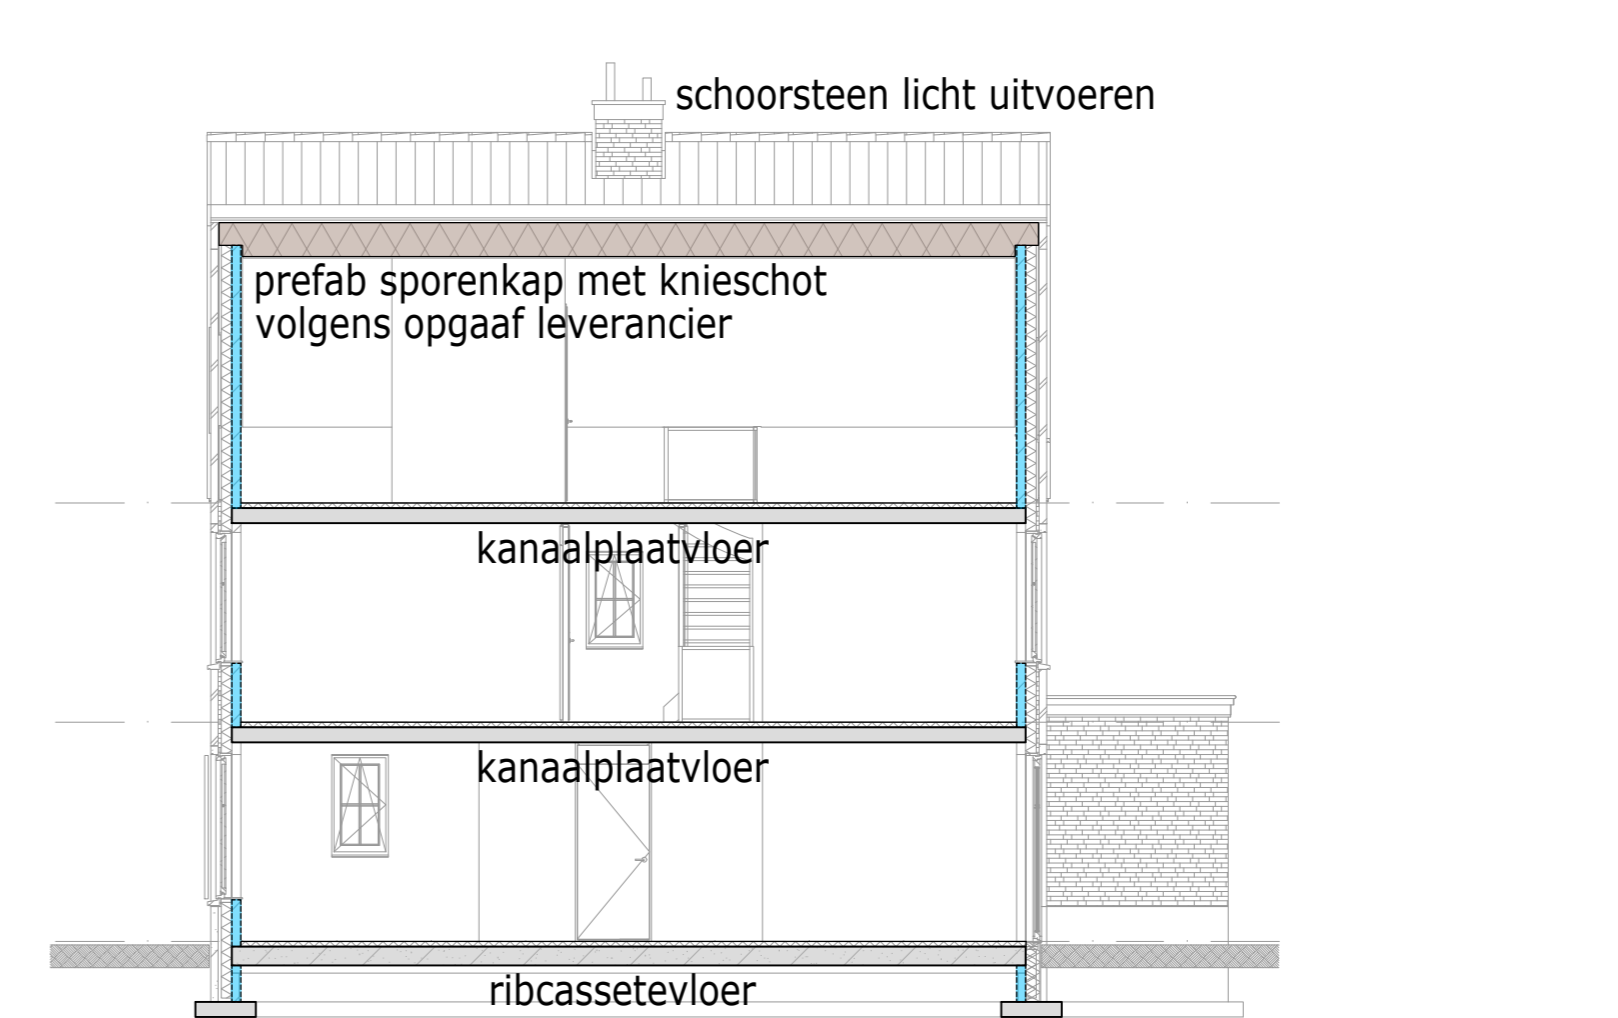 schoorsteen licht uitvoeren
prefab sporenkap met knieschot
volgens opgaaf leverancier
kanaalplaatvloer
kanaalplaatvloer
ribcassetevloer